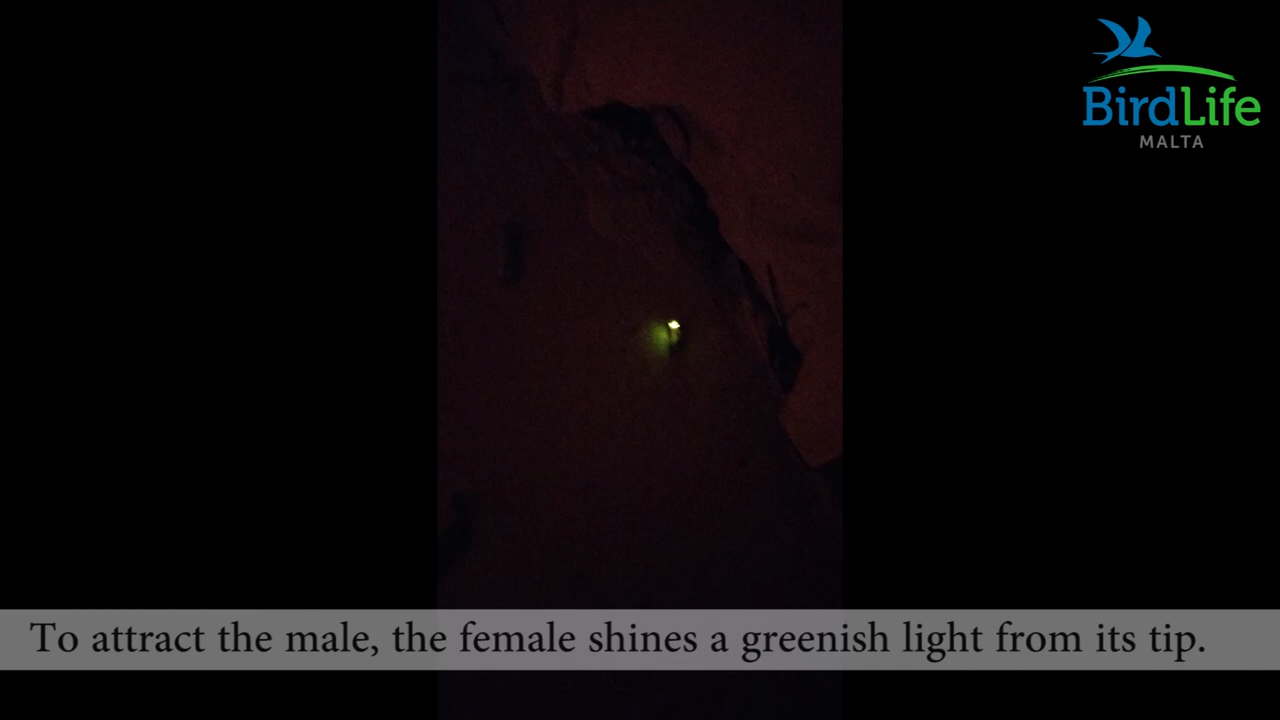 BirdLife
MALTA
To attract the male, the female shines a greenish light from its tip.